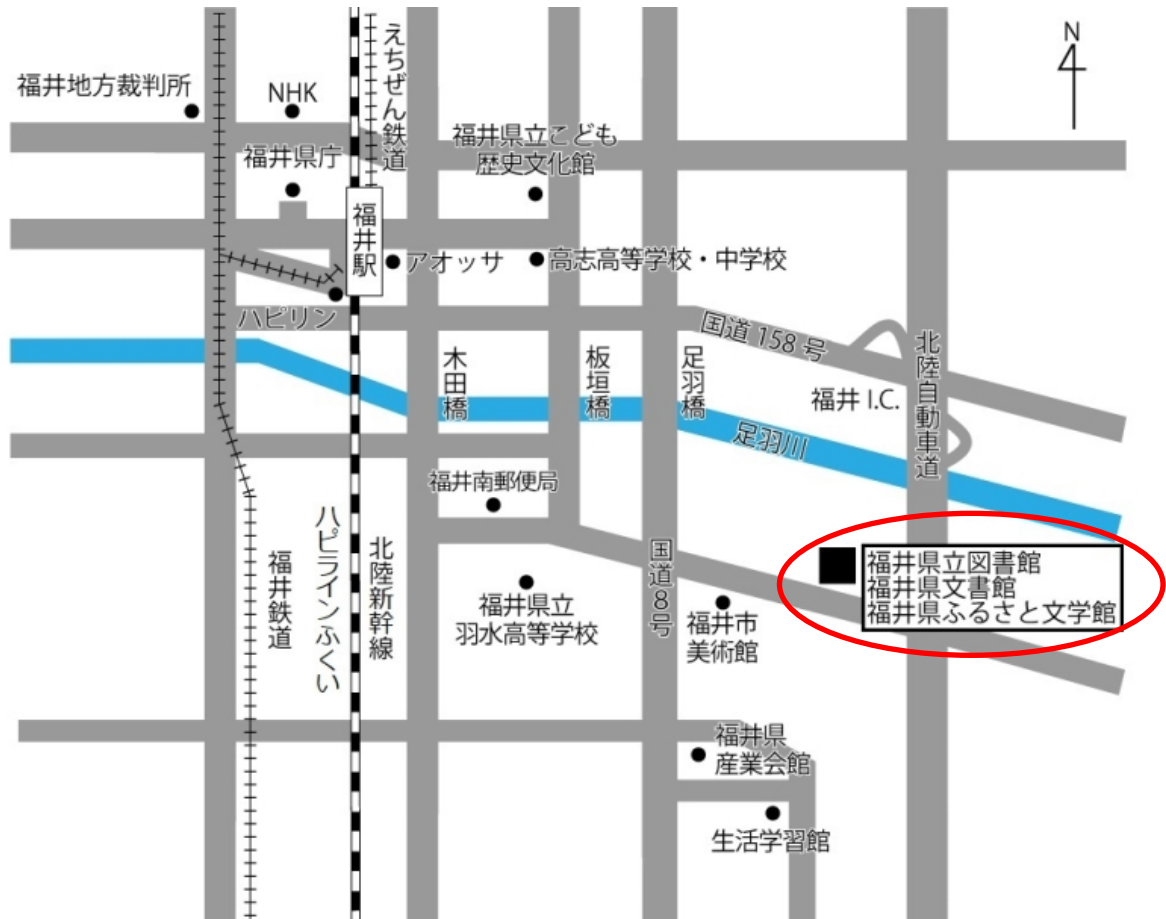 N
えちぜん鉄道
福井地方裁判所
NHK
福井県立こども
歴史文化館
福井県庁
福井駅
アオッサ
高志高等学校・中学校
ハピリン
国道 158 号
北陸自動車道
木田橋
板垣橋
足羽橋
福井 I.C.
足羽川
福井南郵便局
ハピラインふくい
北陸新幹線
福井鉄道
国道8号
福井県立図書館
福井県文書館
福井県ふるさと文学館
福井県立
羽水高等学校
福井市
美術館
福井県
産業会館
生活学習館